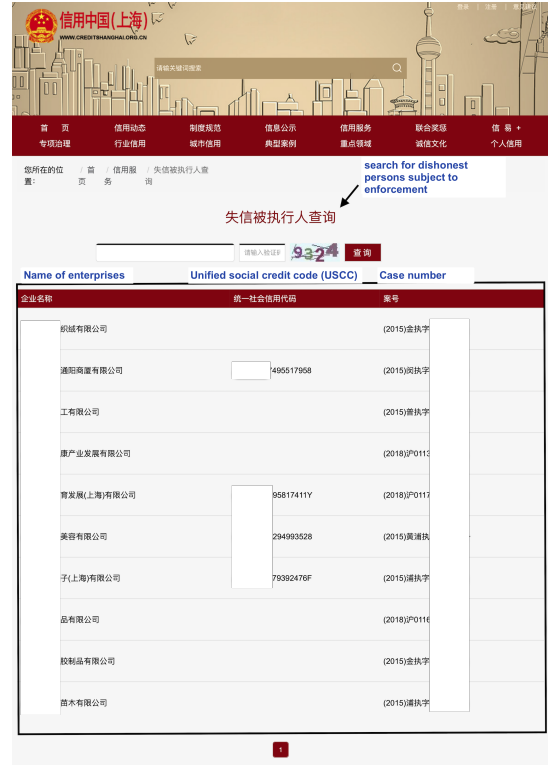 登录 | 注册 |
信用中国(上海)
WWW.CREDITSHANGHAI.ORG.CN
请输关键词搜索
首 页 信用动态 制度规范 信息公示 信用服务 联合奖惩 信 易 +
专项治理 行业信用 城市信用 典型案例 重点领域 诚信文化 个人信用
您所在的位置: / 首页 / 信用服务 / 失信被执行人查询
search for dishonest
persons subject to
enforcement
失信被执行人查询
请输入验证码 9324 查 询
Name of enterprises Unified social credit code (USCC) Case number
企业名称 统一社会信用代码 案号
织绒有限公司 (2015)金执字
通阳商厦有限公司 7495517958 (2015)闵执字
工有限公司 (2015)普执字
康产业发展有限公司 (2018)沪0113
育发展(上海)有限公司 95817411Y (2018)沪0117
美容有限公司 294993528 (2015)黄浦执
子(上海)有限公司 79392476F (2015)浦执字
品有限公司 (2018)沪0116
胶制品有限公司 (2015)金执字
苗木有限公司 (2015)浦执字
1